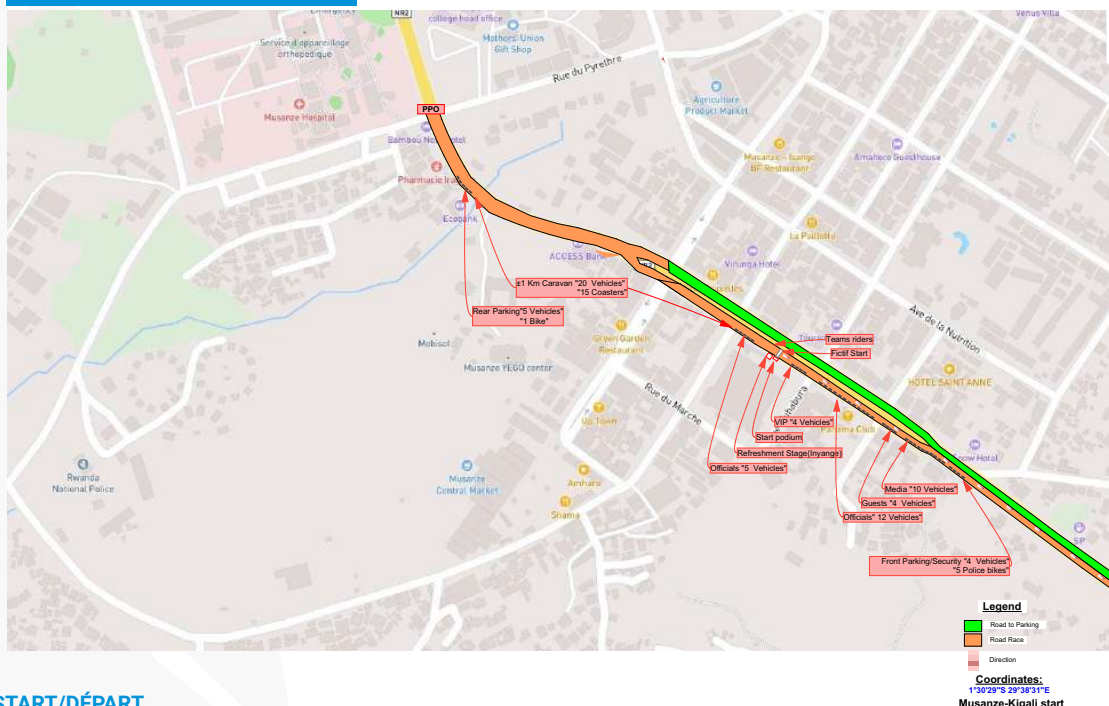 NR2
college head office
Mothers' Union
Gift Shop
Venus Villa
Service d'appareillage
orthopedique
Rue du Pyrethre
Agriculture
Product Market
PPO
Musanze Hospital
Musanze - Isange
BF Restaurant
Amahoro Guesthouse
Pharmacie
Ecobank
La Paillotte
ACCESS Bank
Virunga Hotel
±1 Km Caravan "20 Vehicles"
"15 Coasters"
Rear Parking"5 Vehicles"
"1 Bike"
Ave de la Nutrition
Green Garden
Restaurant
Teams riders
Fictif Start
Mobisol
Musanze YEGO center
HOTEL SAINT ANNE
Rue du Marche
Up Town
VIP "4 Vehicles"
Start podium
Refreshment Stage(Inyange)
Officials "5 Vehicles"
Rwanda
National Police
Musanze
Central Market
Amharo
Shama
Media "10 Vehicles"
Guests "4 Vehicles"
Officials" 12 Vehicles"
SP
Front Parking/Security "4 Vehicles"
"5 Police bikes"
Legend
Road to Parking
Road Race
Direction
Coordinates:
1°30'29"S 29°38'31"E
Musanze-Kigali start
START/DÉPART